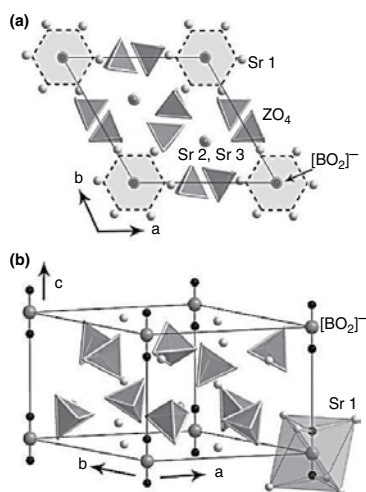 (a)
Sr 1
ZO4
[BO2]−
Sr 2, Sr 3
b
a
(b)
c
[BO2]−
Sr 1
b
a